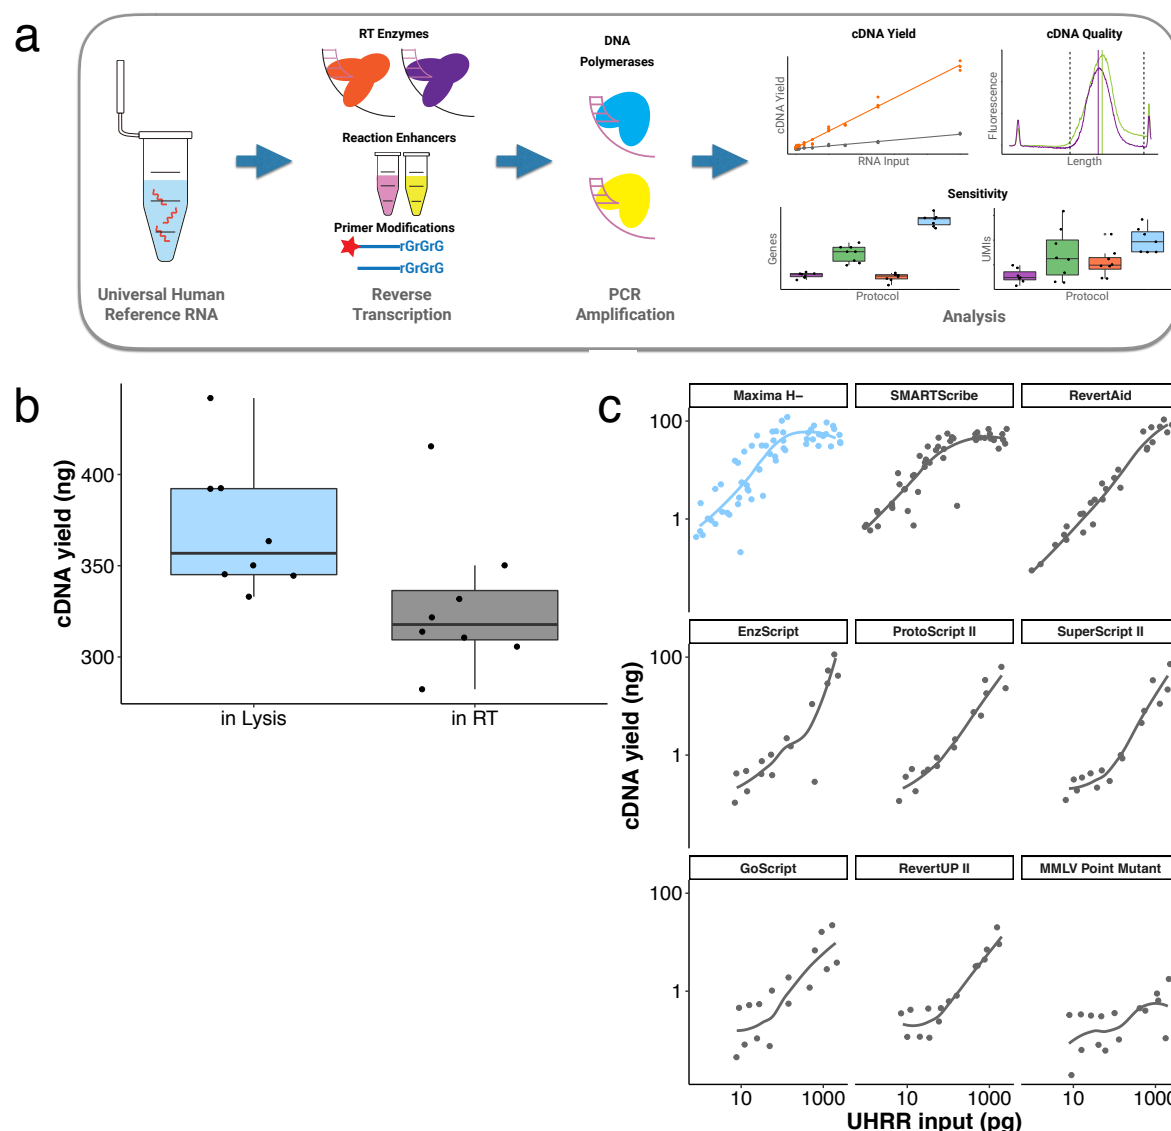 a
RT Enzymes
Reaction Enhancers
Primer Modifications
rGrGrG
rGrGrG
DNA
Polymerases
cDNA Yield
cDNA Yield
RNA Input
cDNA Quality
Fluorescence
Length
Sensitivity
Genes
Protocol
UMIs
Protocol
Universal Human
Reference RNA
Reverse
Transcription
PCR
Amplification
Analysis
b
cDNA yield (ng)
400
350
300
in Lysis
in RT
c
cDNA yield (ng)
Maxima H−
SMARTScribe
RevertAid
100
1
EnzScript
ProtoScript II
SuperScript II
100
1
GoScript
RevertUP II
MMLV Point Mutant
100
1
10
1000
10
1000
10
1000
UHRR input (pg)